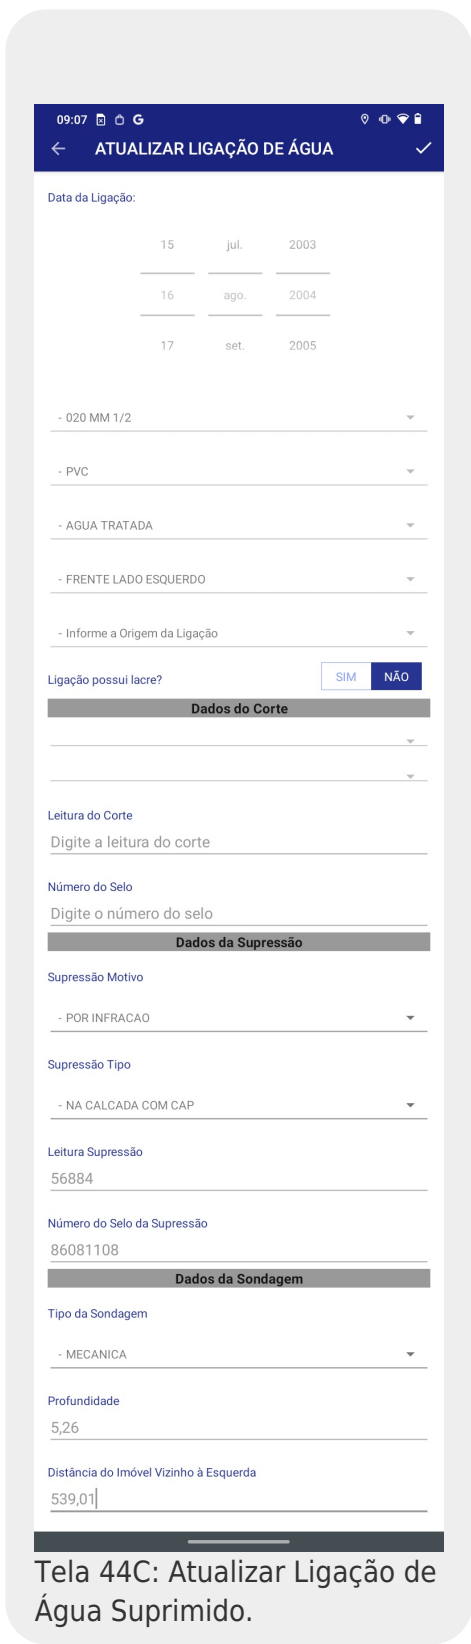 09:07 G
ATUALIZAR LIGAÇÃO DE ÁGUA
Data da Ligação:
15 jul. 2003
16 ago. 2004
17 set. 2005
- 020 MM 1/2
- PVC
- AGUA TRATADA
- FRENTE LADO ESQUERDO
- Informe a Origem da Ligação
Ligação possui lacre? SIM NÃO
Dados do Corte
Leitura do Corte
Digite a leitura do corte
Número do Selo
Digite o número do selo
Dados da Supressão
Supressão Motivo
- POR INFRACAO
Supressão Tipo
- NA CALCADA COM CAP
Leitura Supressão
56884
Número do Selo da Supressão
86081108
Dados da Sondagem
Tipo da Sondagem
- MECANICA
Profundidade
5,26
Distância do Imóvel Vizinho à Esquerda
539,01
Tela 44C: Atualizar Ligação de
Água Suprimido.